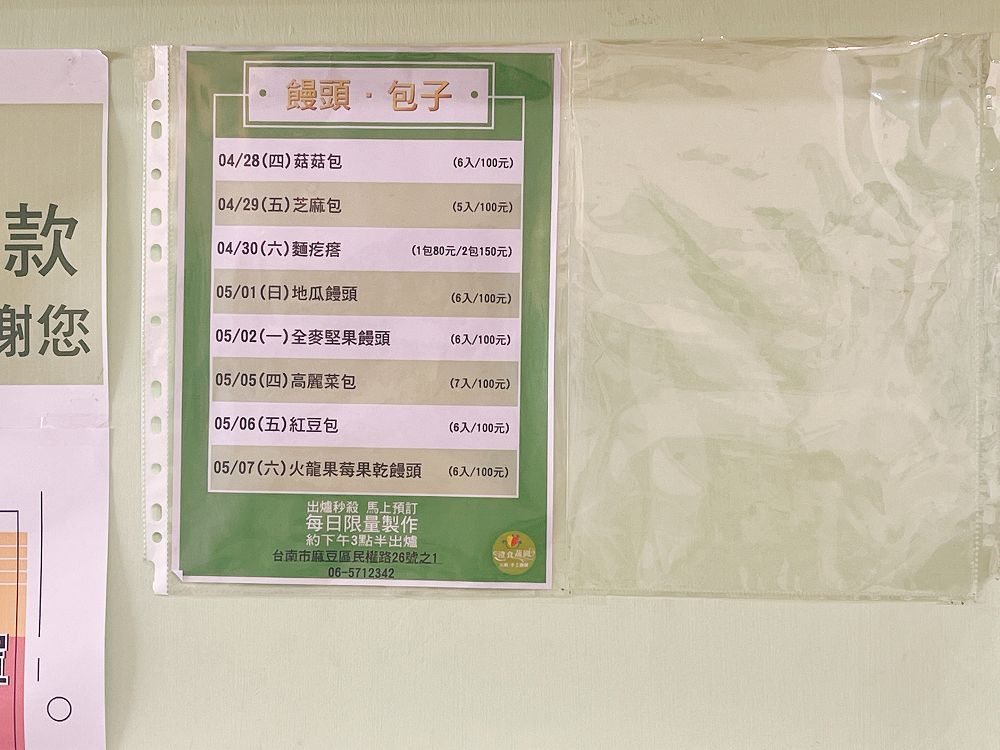 款
謝您
饅頭・包子
04/28(四)菇菇包 (6入/100元)
04/29(五)芝麻包 (5入/100元)
04/30(六)麵疙瘩 (1包80元/2包150元)
05/01(日)地瓜饅頭 (6入/100元)
05/02(一)全麥堅果饅頭 (6入/100元)
05/05(四)高麗菜包 (7入/100元)
05/06(五)紅豆包 (6入/100元)
05/07(六)火龍果莓果乾饅頭 (6入/100元)
出爐秒殺 馬上預訂
每日限量製作
約下午3點半出爐
台南市麻豆區民權路26號之1
06-5712342